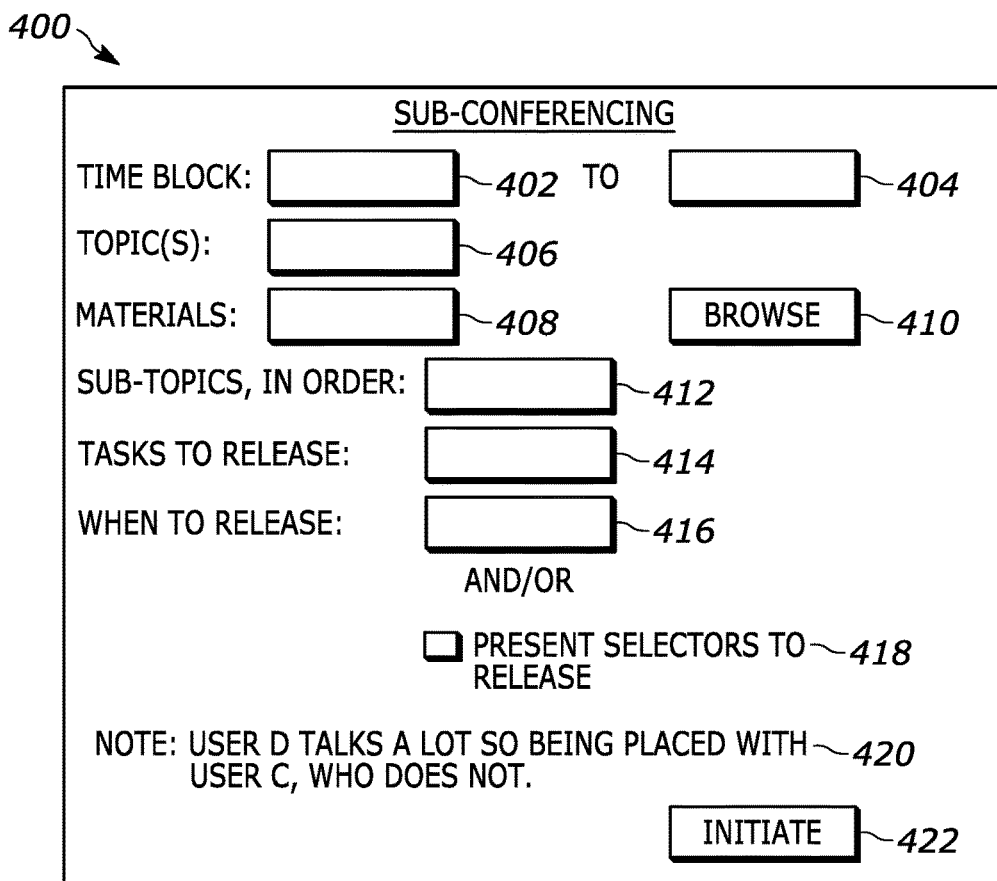 400
SUB-CONFERENCING
TIME BLOCK: 402 TO 404
TOPIC(S): 406
MATERIALS: 408 BROWSE 410
SUB-TOPICS, IN ORDER: 412
TASKS TO RELEASE: 414
WHEN TO RELEASE: 416
AND/OR
PRESENT SELECTORS TO 418
RELEASE
NOTE: USER D TALKS A LOT SO BEING PLACED WITH 420
USER C, WHO DOES NOT.
INITIATE 422